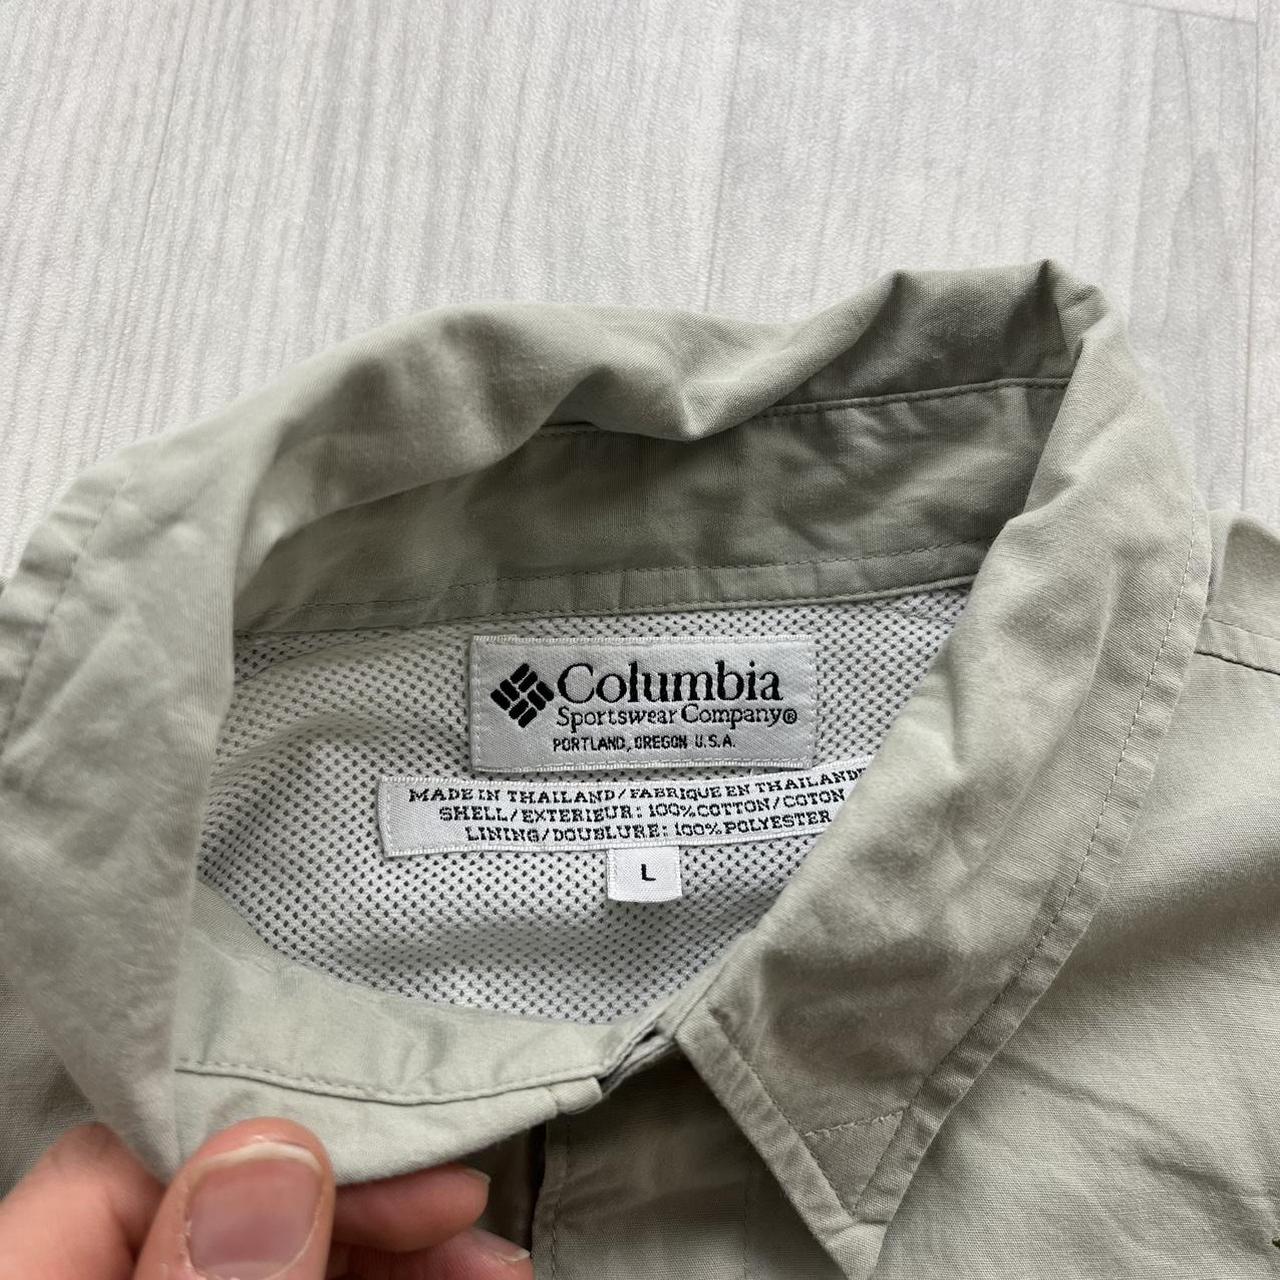 Columbia
Sportswear Company®
PORTLAND, OREGON U.S.A.
MADE IN THAILAND/FABRIQUE EN THAILANDE
SHELL/EXTERIEUR: 100%COTTON/COTON
LINING/DOUBLURE: 100%POLYESTER
L